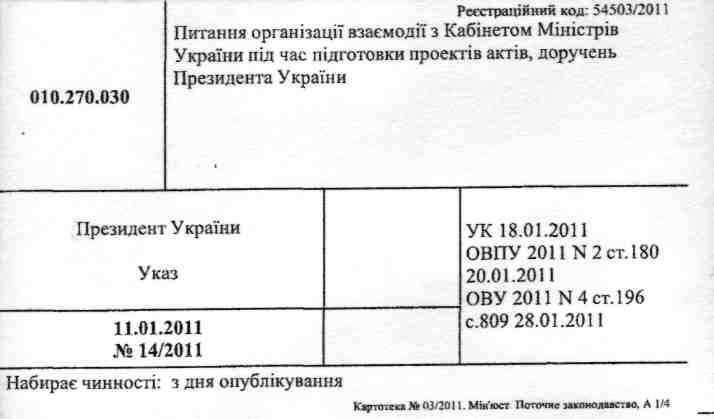 Реєстраційний код: 54503/2011
Питання організації взаємодії з Кабінетом Міністрів
України під час підготовки проектів актів, доручень
Президента України
010.270.030
Президент України
Указ
УК 18.01.2011
ОВПУ 2011 N 2 ст.180
20.01.2011
ОВУ 2011 N 4 ст.196
с.809 28.01.2011
11.01.2011
№ 14/2011
Набирає чинності: з дня опублікування
Картотека № 03/2011. Мін'юст. Поточне законодавство, А 1/4